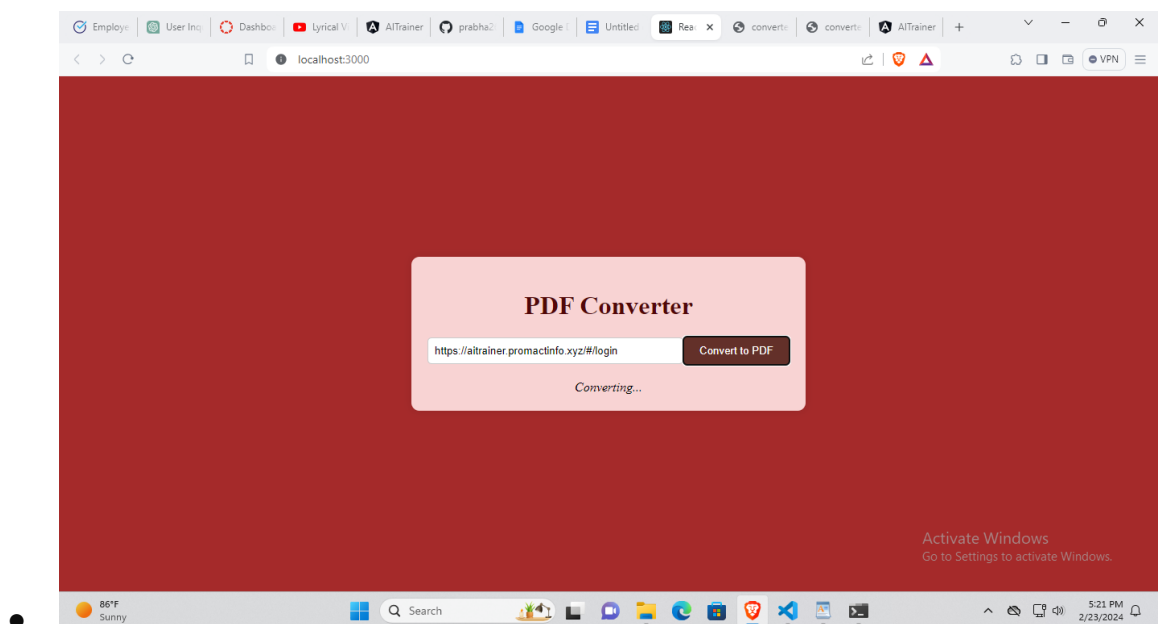 Employe User Inq Dashboa Lyrical Vi AITrainer prabha2 Google Untitled Rea converte converte AITrainer
localhost:3000 VPN
PDF Converter
https://aitrainer.promactinfo.xyz/#/login Convert to PDF
Converting...
Activate Windows
Go to Settings to activate Windows.
86°F
Sunny
Search
5:21 PM
2/23/2024